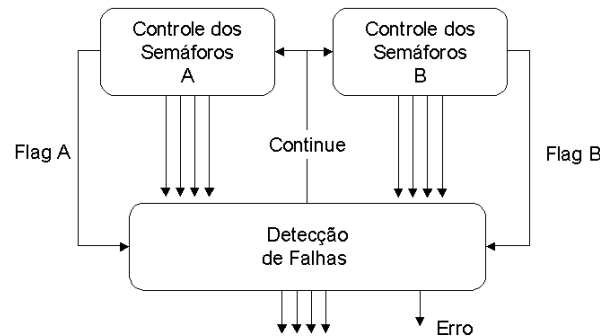 Controle dos
Semáforos
A
Controle dos
Semáforos
B
Flag A
Continue
Flag B
Detecção
de Falhas
Erro